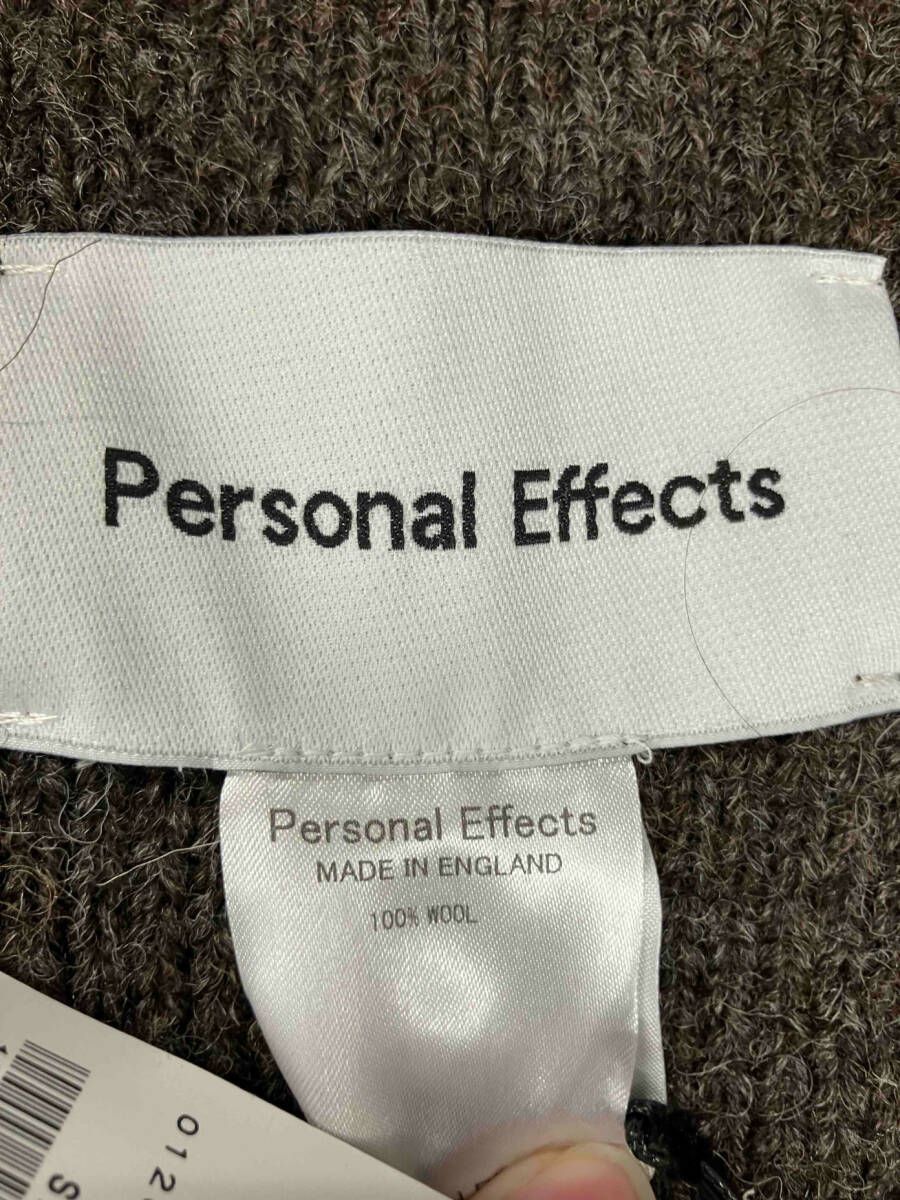 Personal Effects
Personal Effects
MADE IN ENGLAND
100% WOOL